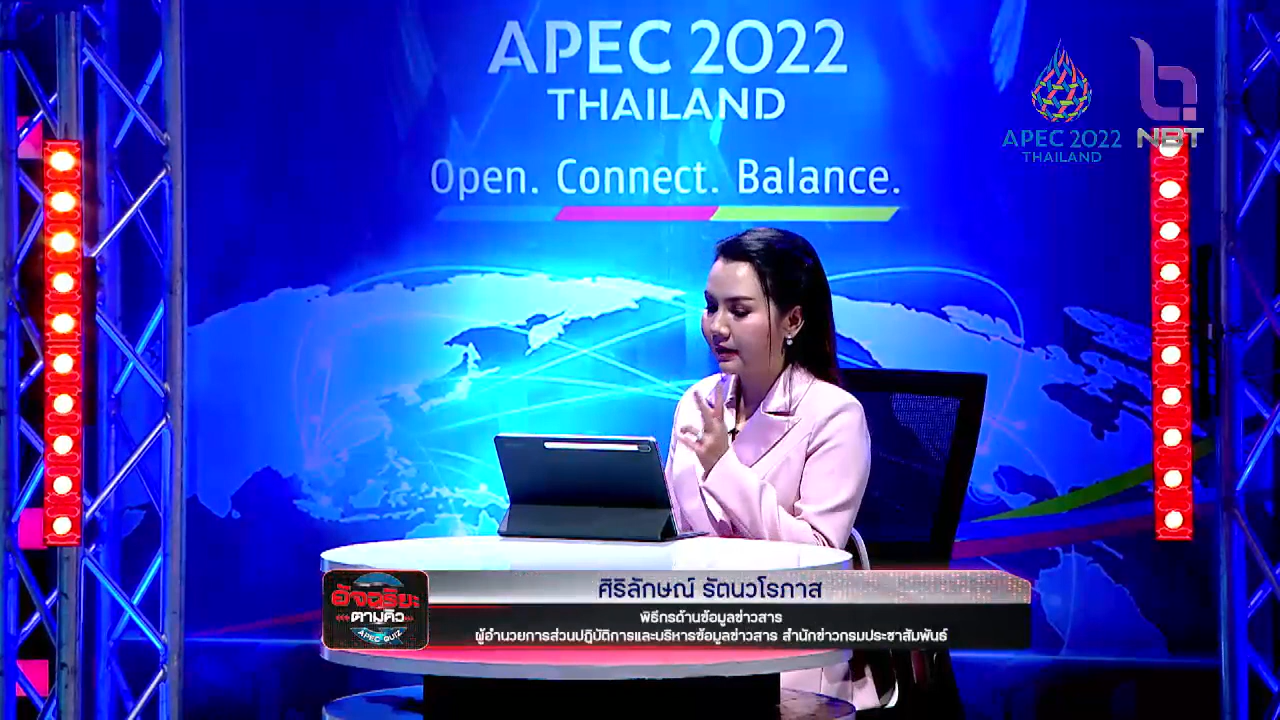 APEC 2022
THAILAND
Open. Connect. Balance.
APEC 2022
THAILAND
NBT
อัจฉริยะ
ตามคิว
APEC QUIZ
ศิริลักษณ์ รัตนวโรภาส
พิธีกรด้านข้อมูลข่าวสาร
ผู้อำนวยการส่วนปฏิบัติการและบริหารข้อมูลข่าวสาร สำนักข่าวกรมประชาสัมพันธ์